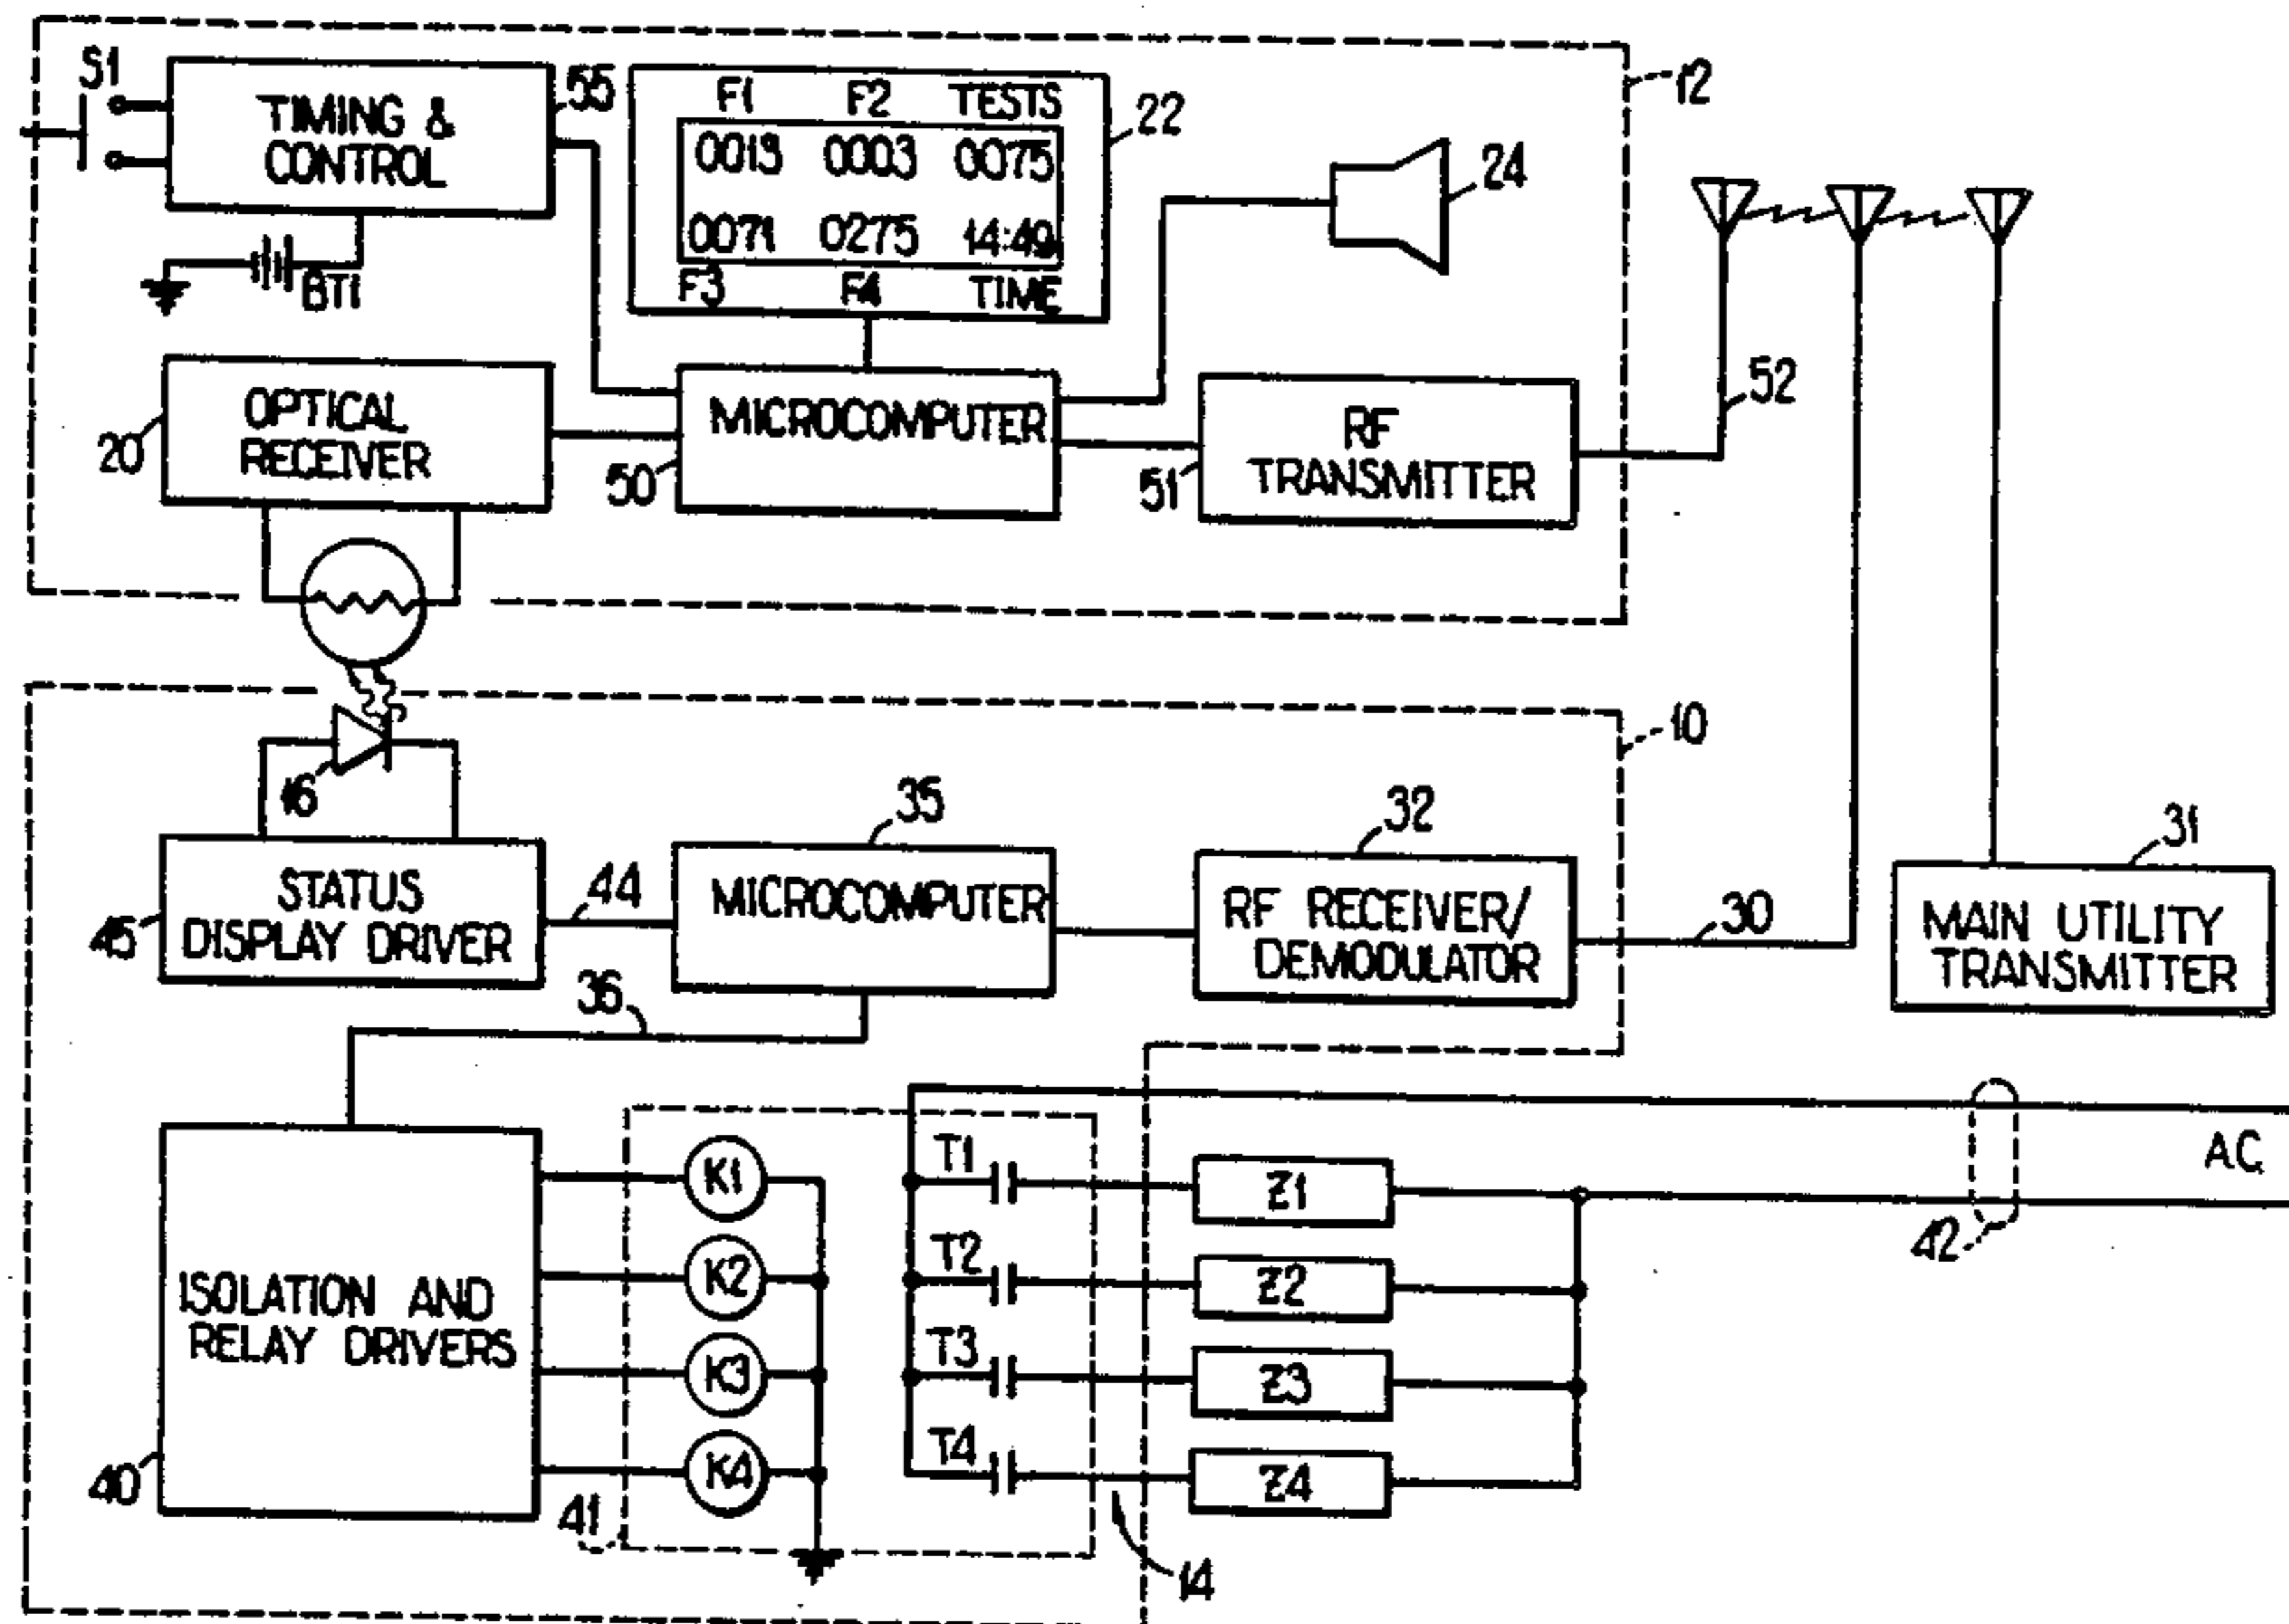 S1
TIMING &
CONTROL
55
F1 F2 TESTS
0013 0003 0075
0071 0275 14:49
F3 F4 TIME
22
12
24
BT1
OPTICAL
RECEIVER
20
MICROCOMPUTER
50
RF
TRANSMITTER
51
52
16
10
STATUS
DISPLAY DRIVER
45
44
MICROCOMPUTER
35
RF RECEIVER/
DEMODULATOR
32
30
MAIN UTILITY
TRANSMITTER
31
36
ISOLATION AND
RELAY DRIVERS
40
K1
K2
K3
K4
41
T1
T2
T3
T4
14
Z1
Z2
Z3
Z4
AC
42